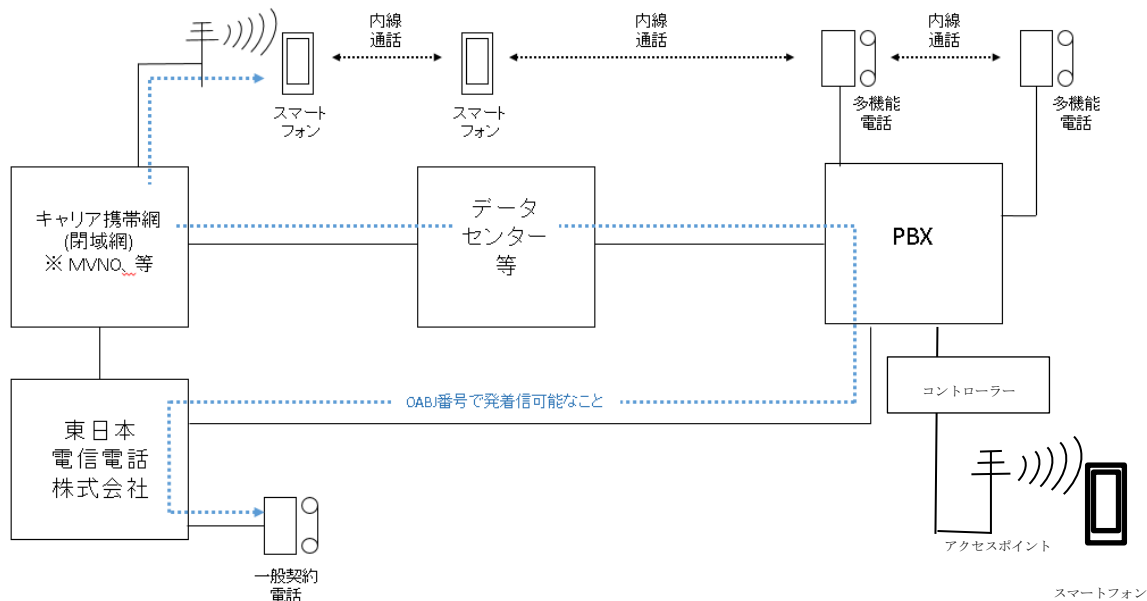 内線
通話
内線
通話
内線
通話
スマート
フォン
スマート
フォン
多機能
電話
多機能
電話
キャリア携帯網
(閉域網)
※ MVNO、等
データ
センター
等
PBX
コントローラー
0ABJ番号で発着信可能なこと
東日本
電信電話
株式会社
アクセスポイント
一般契約
電話
スマートフォン